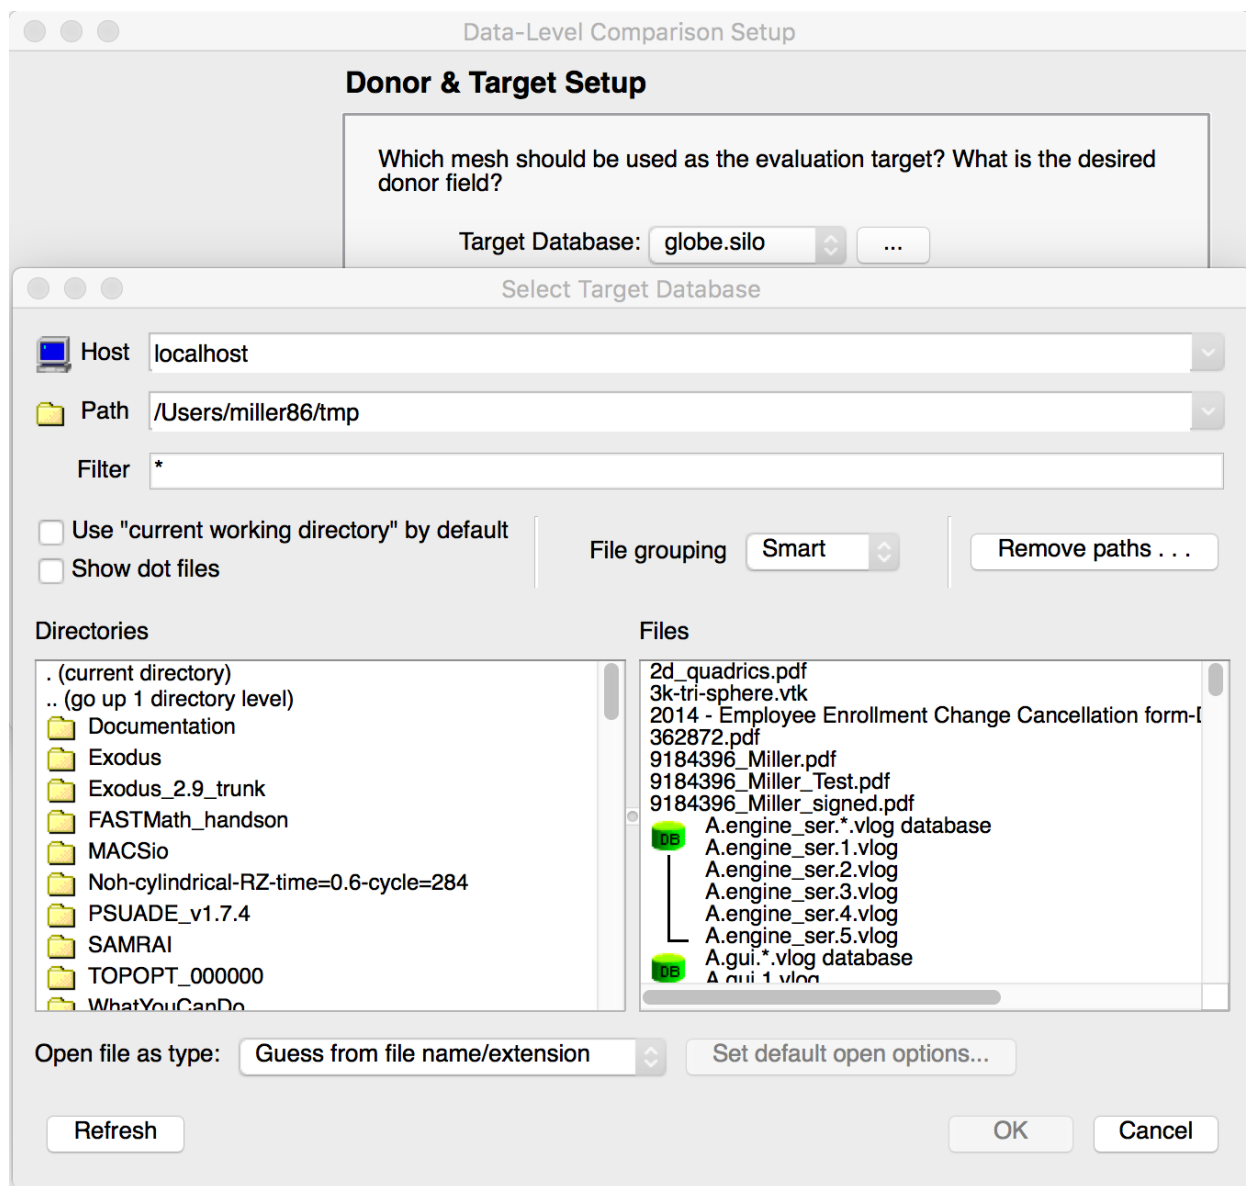 Data-Level Comparison Setup
Donor & Target Setup
Which mesh should be used as the evaluation target? What is the desired
donor field?
Target Database: globe.silo ...
Select Target Database
Host localhost
Path /Users/miller86/tmp
Filter *
Use "current working directory" by default
Show dot files
File grouping Smart
Remove paths . . .
Directories
. (current directory)
.. (go up 1 directory level)
Documentation
Exodus
Exodus_2.9_trunk
FASTMath_handson
MACSio
Noh-cylindrical-RZ-time=0.6-cycle=284
PSUADE_v1.7.4
SAMRAI
TOPOPT_000000
WhatYouCanDo
Files
2d_quadrics.pdf
3k-tri-sphere.vtk
2014 - Employee Enrollment Change Cancellation form-
362872.pdf
9184396_Miller.pdf
9184396_Miller_Test.pdf
9184396_Miller_signed.pdf
DB A.engine_ser.*.vlog database
A.engine_ser.1.vlog
A.engine_ser.2.vlog
A.engine_ser.3.vlog
A.engine_ser.4.vlog
A.engine_ser.5.vlog
DB A.gui.*.vlog database
A.gui.1.vlog
Open file as type: Guess from file name/extension Set default open options...
Refresh OK Cancel